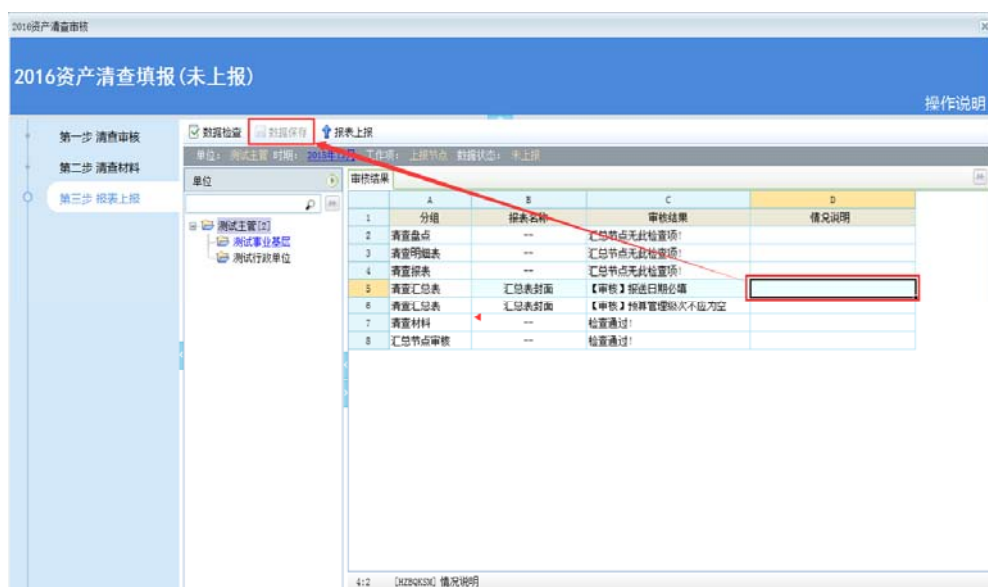 2016资产清查审核
2016资产清查填报(未上报)
操作说明
第一步 清查审核
第二步 清查材料
第三步 报表上报
数据检查 数据保存 报表上报
单位: 测试主管 时期: 2015年12月 工作项: 上报节点 数据状态: 未上报
单位
审核结果
测试主管[2]
测试事业基层
测试行政单位
A B C D
1 分组 报表名称 审核结果 情况说明
2 清查盘点 -- 汇总节点无此检查项!
3 清查明细表 -- 汇总节点无此检查项!
4 清查报表 -- 汇总节点无此检查项!
5 清查汇总表 汇总表封面 【审核】报送日期必填
6 清查汇总表 汇总表封面 【审核】预算管理级次不应为空
7 清查材料 -- 检查通过!
8 汇总节点审核 -- 检查通过!
4:2 [HZBQKSM] 情况说明